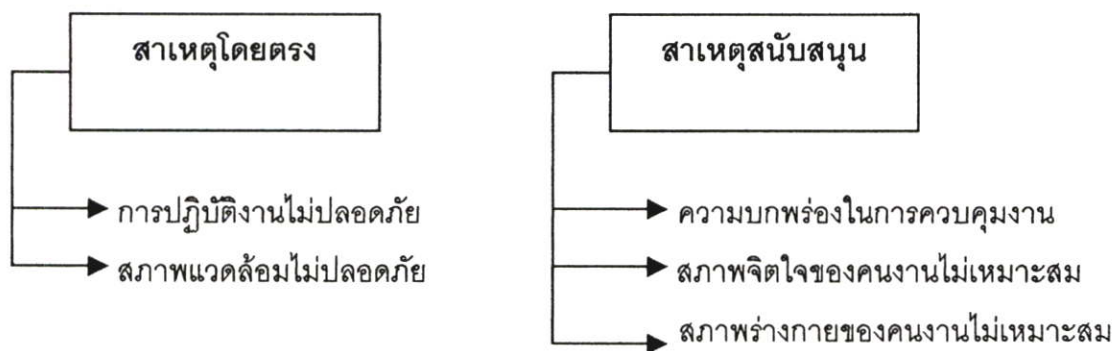 สาเหตุโดยตรง
การปฏิบัติงานไม่ปลอดภัย
สภาพแวดล้อมไม่ปลอดภัย
สาเหตุสนับสนุน
ความบกพร่องในการควบคุมงาน
สภาพจิตใจของคนงานไม่เหมาะสม
สภาพร่างกายของคนงานไม่เหมาะสม